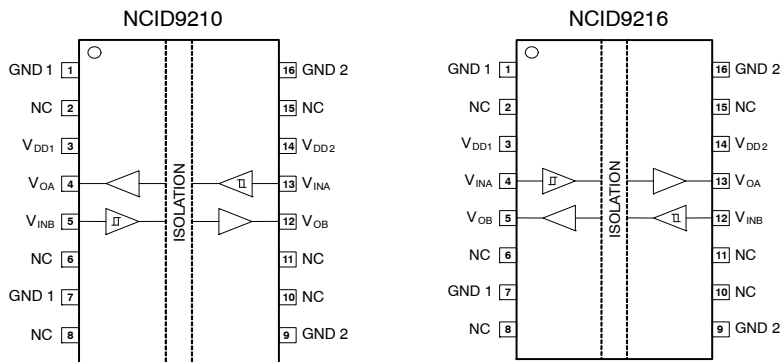 NCID9210
GND 1 1
16 GND 2
NC 2
15 NC
VDD1 3
14 VDD2
VOA 4
13 VINA
VINB 5
12 VOB
NC 6
11 NC
GND 1 7
10 NC
NC 8
9 GND 2
ISOLATION
NCID9216
GND 1 1
16 GND 2
NC 2
15 NC
VDD1 3
14 VDD2
VINA 4
13 VOA
VOB 5
12 VINB
NC 6
11 NC
GND 1 7
10 NC
NC 8
9 GND 2
ISOLATION